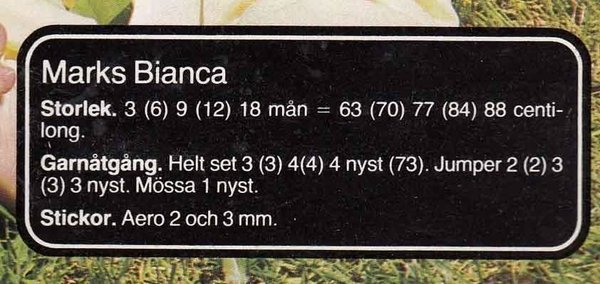 Marks Bianca
Storlek. 3 (6) 9 (12) 18 mån = 63 (70) 77 (84) 88 centi-
long.
Garnåtgång. Helt set 3 (3) 4(4) 4 nyst (73). Jumper 2 (2) 3
(3) 3 nyst. Mössa 1 nyst.
Stickor. Aero 2 och 3 mm.